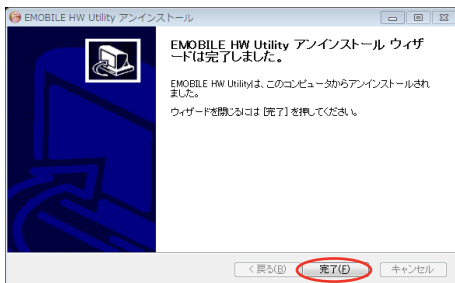 EMOBILE HW Utility アンインストール
EMOBILE HW Utility アンインストール ウィザ
ードは完了しました。
EMOBILE HW Utilityは、このコンピュータからアンインストールされ
ました。
ウィザードを閉じるには [完了] を押してください。
< 戻る(B)
完了(F)
キャンセル